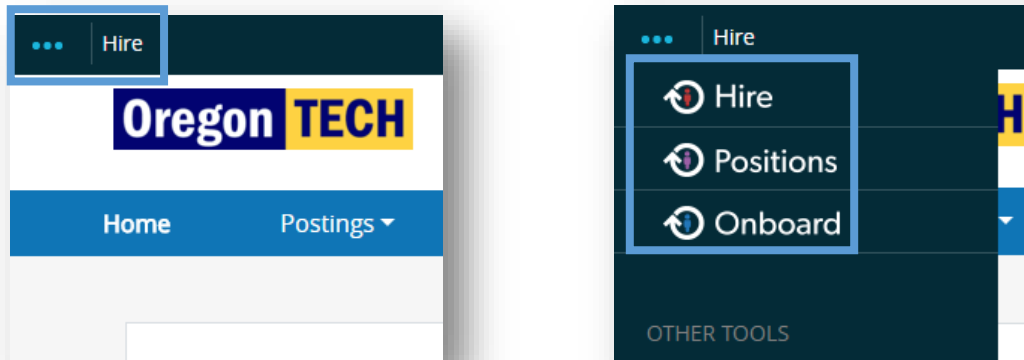 ••• Hire
Oregon TECH
Home Postings
••• Hire
Hire
Positions
Onboard
H
OTHER TOOLS